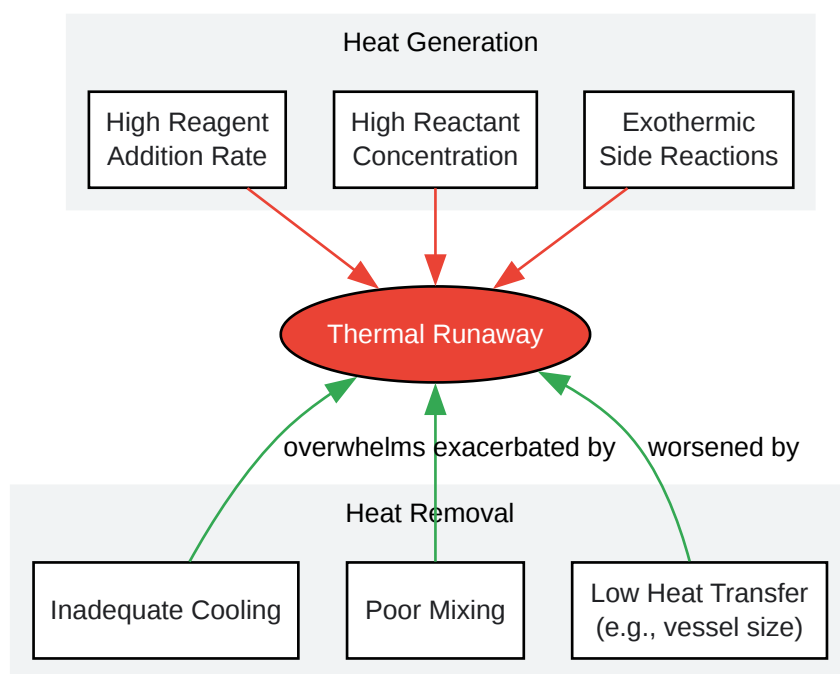 Heat Generation
High Reagent
Addition Rate
High Reactant
Concentration
Exothermic
Side Reactions
Thermal Runaway
overwhelms
exacerbated by
worsened by
Heat Removal
Inadequate Cooling
Poor Mixing
Low Heat Transfer
(e.g., vessel size)